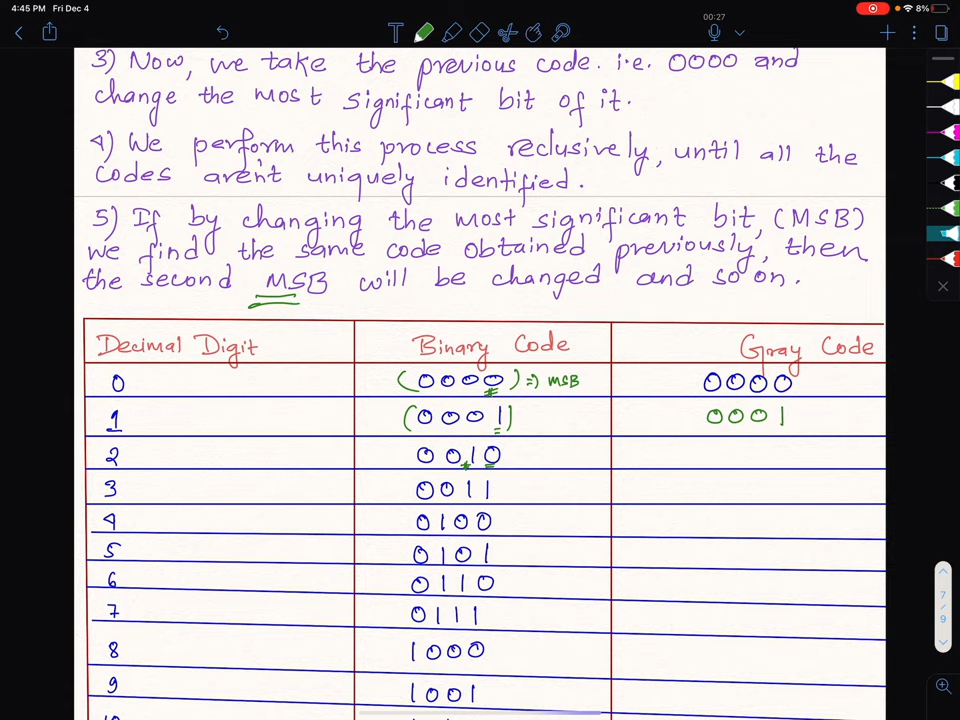 4:45 PM Fri Dec 4
8%
00:27
3) Now, we take the previous code. i.e. 0000 and
change the most significant bit of it.
4) We perform this process reclusively, until all the
codes aren't uniquely identified.
5) If by changing the most significant bit, (MSB)
we find the same code obtained previously, then
the second MSB will be changed and so on.
Decimal Digit Binary Code Gray Code
0 (0000) => MSB 0000
1 (0001) 0001
2 0010
3 0011
4 0100
5 0101
6 0110
7 0111
8 1000
9 1001
7 / 9